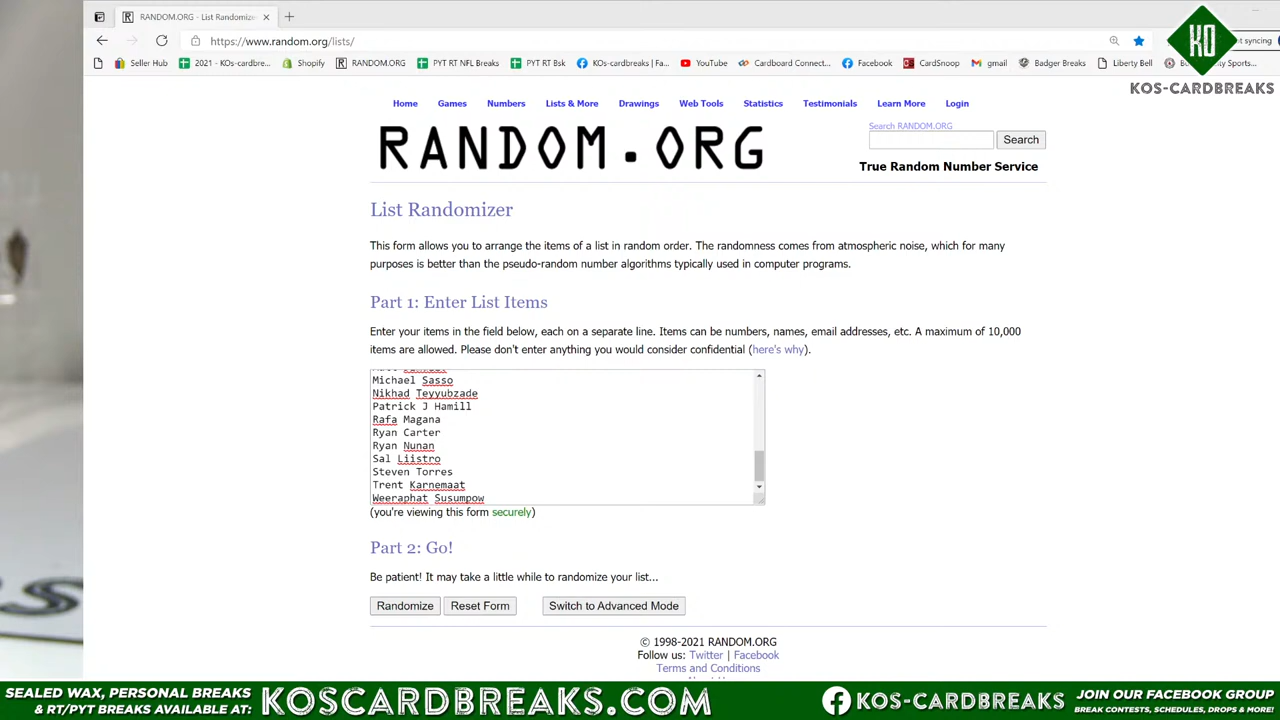 RANDOM.ORG - List Randomize
https://www.random.org/lists/
syncing
KO
Seller Hub
2021 - KOs-cardbre...
Shopify
RANDOM.ORG
PYT RT NFL Breaks
PYT RT Bsk
KOs-cardbreaks | Fa...
YouTube
Cardboard Connect...
Facebook
CardSnoop
gmail
Badger Breaks
Liberty Bell
Sports...
KOS-CARDBREAKS
Home Games Numbers Lists & More Drawings Web Tools Statistics Testimonials Learn More Login
RANDOM.ORG
Search RANDOM.ORG
Search
True Random Number Service
List Randomizer
This form allows you to arrange the items of a list in random order. The randomness comes from atmospheric noise, which for many
purposes is better than the pseudo-random number algorithms typically used in computer programs.
Part 1: Enter List Items
Enter your items in the field below, each on a separate line. Items can be numbers, names, email addresses, etc. A maximum of 10,000
items are allowed. Please don't enter anything you would consider confidential (here's why).
Michael Sasso
Nikhad Teyyubzade
Patrick J Hamill
Rafa Magana
Ryan Carter
Ryan Nunan
Sal Liistro
Steven Torres
Trent Karnemaat
Weeraphat Susumpow
(you're viewing this form securely)
Part 2: Go!
Be patient! It may take a little while to randomize your list...
Randomize Reset Form Switch to Advanced Mode
© 1998-2021 RANDOM.ORG
Follow us: Twitter | Facebook
Terms and Conditions
SEALED WAX, PERSONAL BREAKS
& RT/PYT BREAKS AVAILABLE AT:
KOSCARDBREAKS.COM
KOS-CARDBREAKS
JOIN OUR FACEBOOK GROUP
BREAK CONTESTS, SCHEDULES, DROPS & MORE!